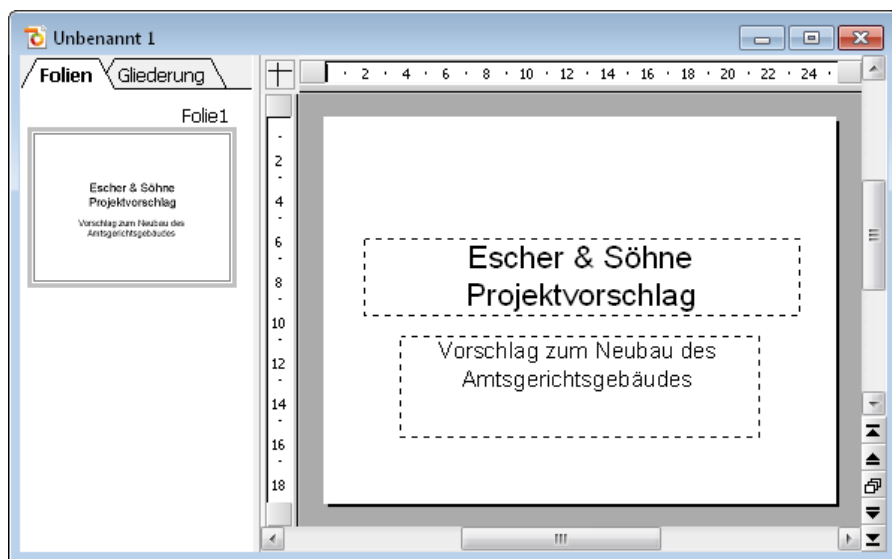 Unbenannt 1
Folien Gliederung
Folie1
Escher & Söhne
Projektvorschlag
Vorschlag zum Neubau des
Amtsgerichtsgebäudes
2 4 6 8 10 12 14 16 18 20 22 24
2
4
6
8
10
12
14
16
18
Escher & Söhne
Projektvorschlag
Vorschlag zum Neubau des
Amtsgerichtsgebäudes